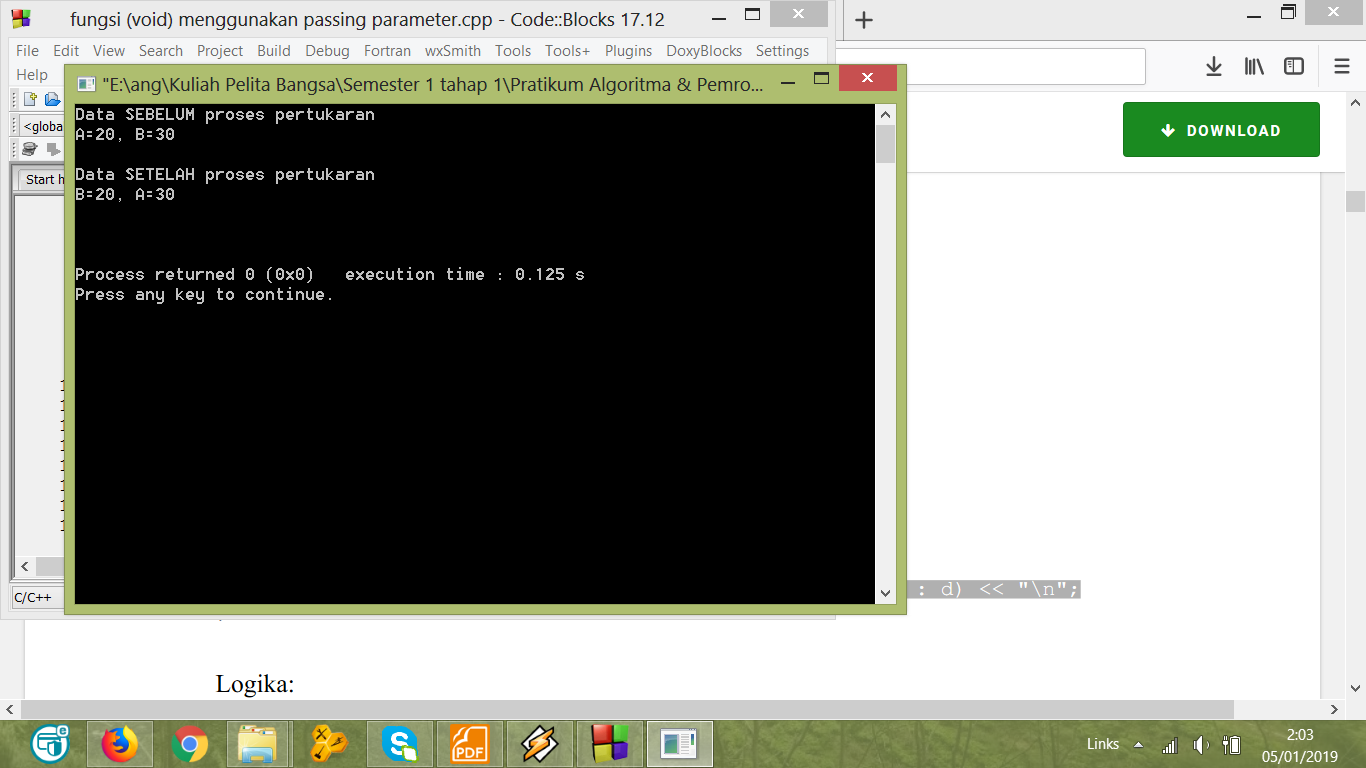 fungsi (void) menggunakan passing parameter.cpp - Code::Blocks 17.12
File Edit View Search Project Build Debug Fortran wxSmith Tools Tools+ Plugins DoxyBlocks Settings
Help
"E:\ang\Kuliah Pelita Bangsa\Semester 1 tahap 1\Pratikum Algoritma & Pemro...
<globa
Start h
Data SEBELUM proses pertukaran
A=20, B=30
Data SETELAH proses pertukaran
B=20, A=30
Process returned 0 (0x0)   execution time : 0.125 s
Press any key to continue.
C/C++
DOWNLOAD
: d) << "\n";
Logika:
PDF
Links
2:03
05/01/2019